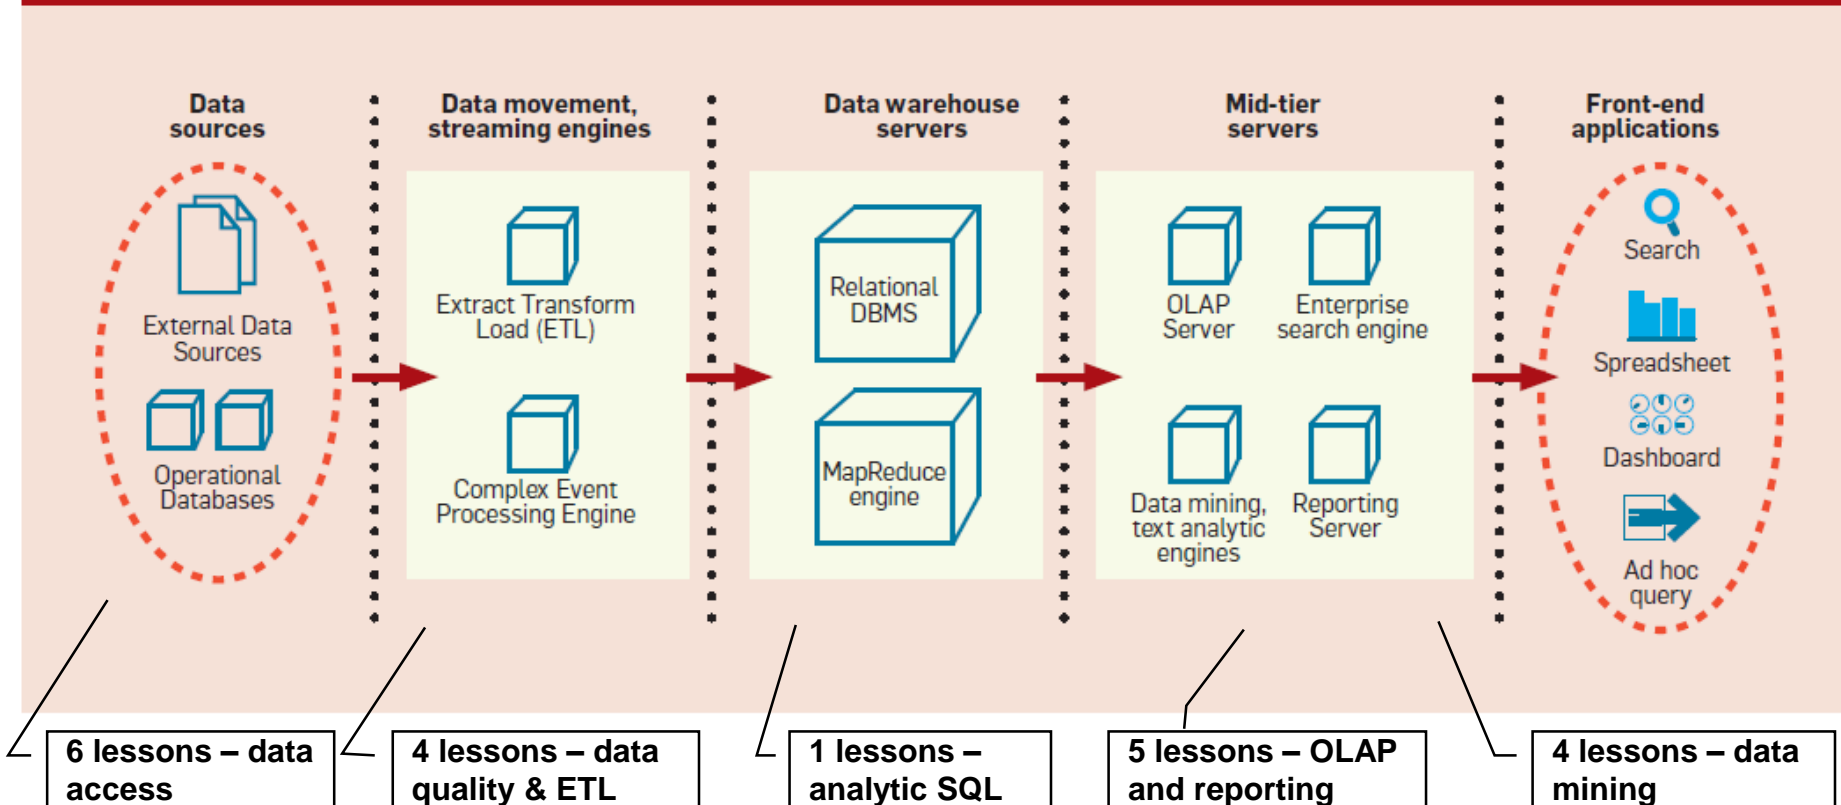 Data
sources
Data movement,
streaming engines
Data warehouse
servers
Mid-tier
servers
Front-end
applications
External Data
Sources
Operational
Databases
Extract Transform
Load (ETL)
Complex Event
Processing Engine
Relational
DBMS
MapReduce
engine
OLAP
Server
Enterprise
search engine
Data mining,
text analytic
engines
Reporting
Server
Search
Spreadsheet
Dashboard
Ad hoc
query
6 lessons – data
access
4 lessons – data
quality & ETL
1 lessons –
analytic SQL
5 lessons – OLAP
and reporting
4 lessons – data
mining